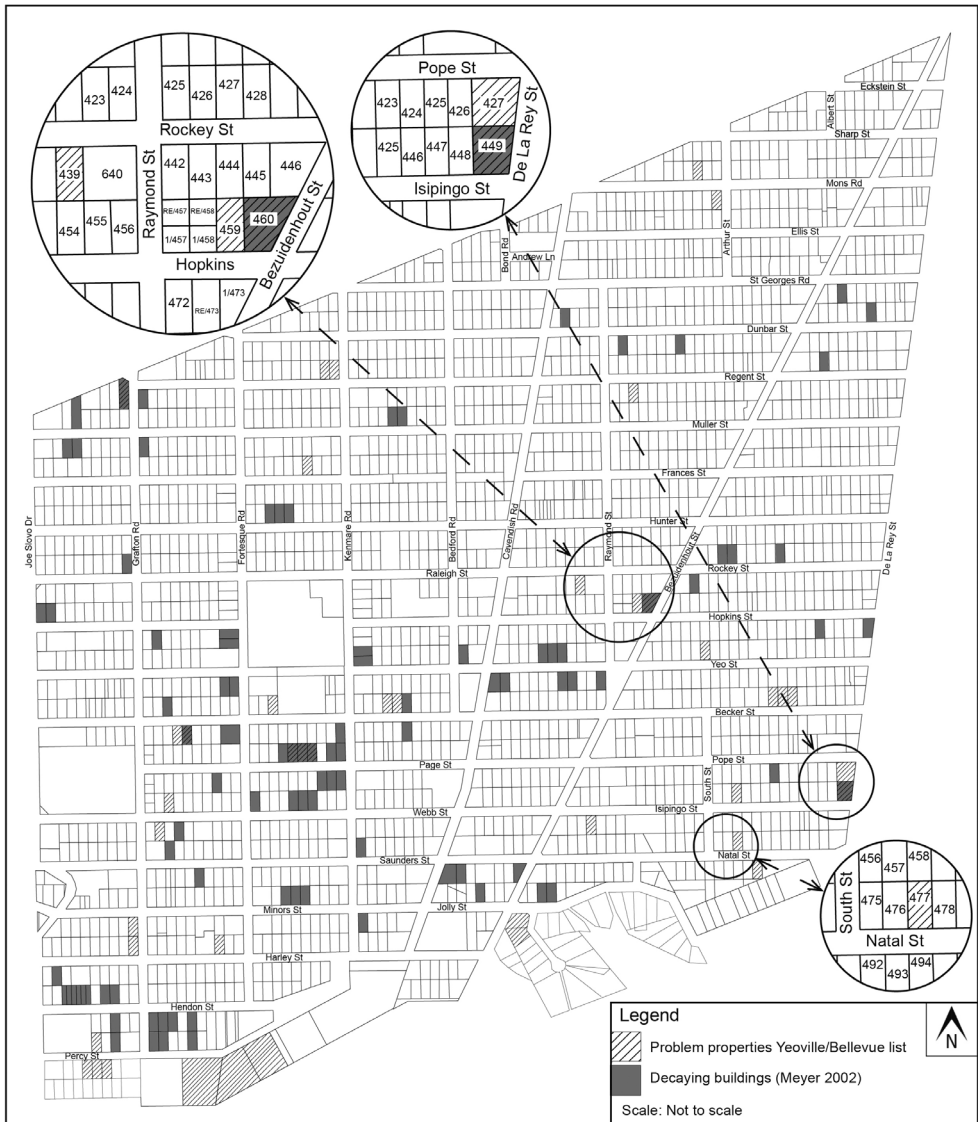 423
424
425
426
427
428
Rockey St
439
640
Raymond St
442
443
444
445
446
454
455
456
RE/457
RE/458
1/457
1/458
459
460
Bezuidenhout St
Hopkins
472
RE/473
1/473
Pope St
423
424
425
426
427
425
446
447
448
449
De La Rey St
Isipingo St
Eckstein St
Albert St
Sharp St
Mons Rd
Arthur St
Ellis St
Bond Rd
Andrew Ln
St Georges Rd
Dunbar St
Regent St
Muller St
Frances St
Joe Slovo Dr
Grafton Rd
Fortesque Rd
Kenmare Rd
Bedford Rd
Cavendish Rd
Raymond St
Hunter St
Bezuidenhout St
De La Rey St
Raleigh St
Rockey St
Hopkins St
Yeo St
Becker St
Page St
South St
Pope St
Webb St
Isipingo St
Saunders St
Natal St
Minors St
Jolly St
Harley St
Hendon St
Percy St
456
457
458
South St
475
476
477
478
Natal St
492
493
494
Legend
Problem properties Yeoville/Bellevue list
Decaying buildings (Meyer 2002)
Scale: Not to scale
N